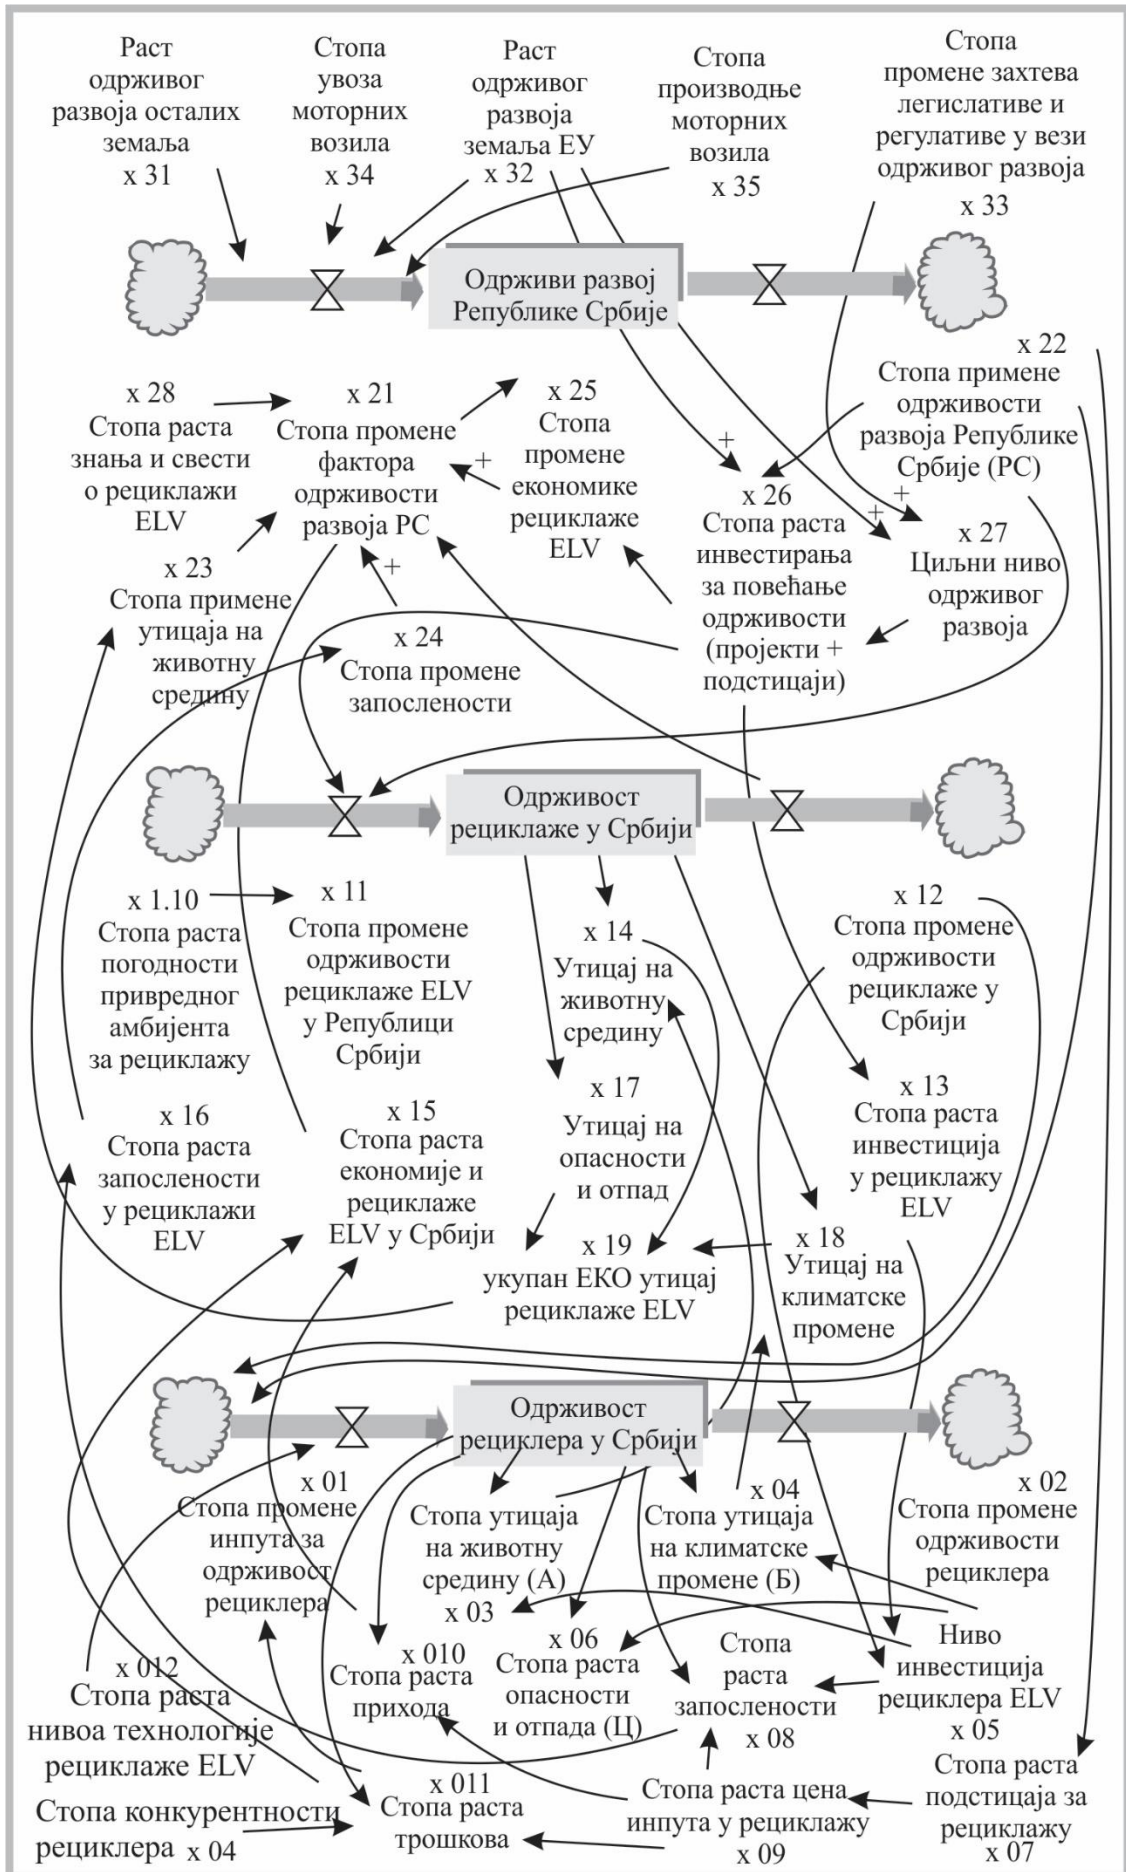 Раст
одрживог
развоја осталих
земаља
x 31
Стопа
увоза
моторних
возила
x 34
Раст
одрживог
развоја
земаља ЕУ
x 32
Стопа
производње
моторних
возила
x 35
Стопа
промене захтева
легислативе и
регулативе у вези
одрживог развоја
x 33
Одрживи развој
Републике Србије
x 28
Стопа раста
знања и свести
о рециклажи
ELV
x 21
Стопа промене
фактора
одрживости
развоја РС
x 25
Стопа
промене
економике
рециклаже
ELV
+
+
x 26
Стопа раста
инвестирања
за повећање
одрживости
(пројекти +
подстицаји)
x 22
Стопа примене
одрживости
развоја Републике
Србије (РС)
+
+
x 27
Циљни ниво
одрживог
развоја
x 23
Стопа примене
утицаја на
животну
средину
+
x 24
Стопа промене
запослености
Одрживост
рециклаже у Србији
x 1.10
Стопа раста
погодности
привредног
амбијента
за рециклажу
x 11
Стопа промене
одрживости
рециклаже ELV
у Републици
Србији
x 14
Утицај на
животну
средину
x 12
Стопа промене
одрживости
рециклаже у
Србији
x 16
Стопа раста
запослености
у рециклажи
ELV
x 15
Стопа раста
економије и
рециклаже
ELV у Србији
x 17
Утицај на
опасности
и отпад
x 13
Стопа раста
инвестиција
у рециклажу
ELV
x 19
укупан ЕКО утицај
рециклаже ELV
x 18
Утицај на
климатске
промене
Одрживост
рециклера у Србији
x 01
Стопа промене
инпута за
одрживост
рециклера
Стопа утицаја
на животну
средину (А)
x 03
x 04
Стопа утицаја
на климатске
промене (Б)
x 02
Стопа промене
одрживости
рециклера
x 012
Стопа раста
нивоа технологије
рециклаже ELV
x 010
Стопа раста
прихода
x 06
Стопа раста
опасности
и отпада (Ц)
Стопа
раста
запослености
x 08
Ниво
инвестиција
рециклера ELV
x 05
Стопа конкурентности
рециклера
x 04
x 011
Стопа раста
трошкова
Стопа раста цена
инпута у рециклажу
x 09
Стопа раста
подстицаја за
рециклажу
x 07